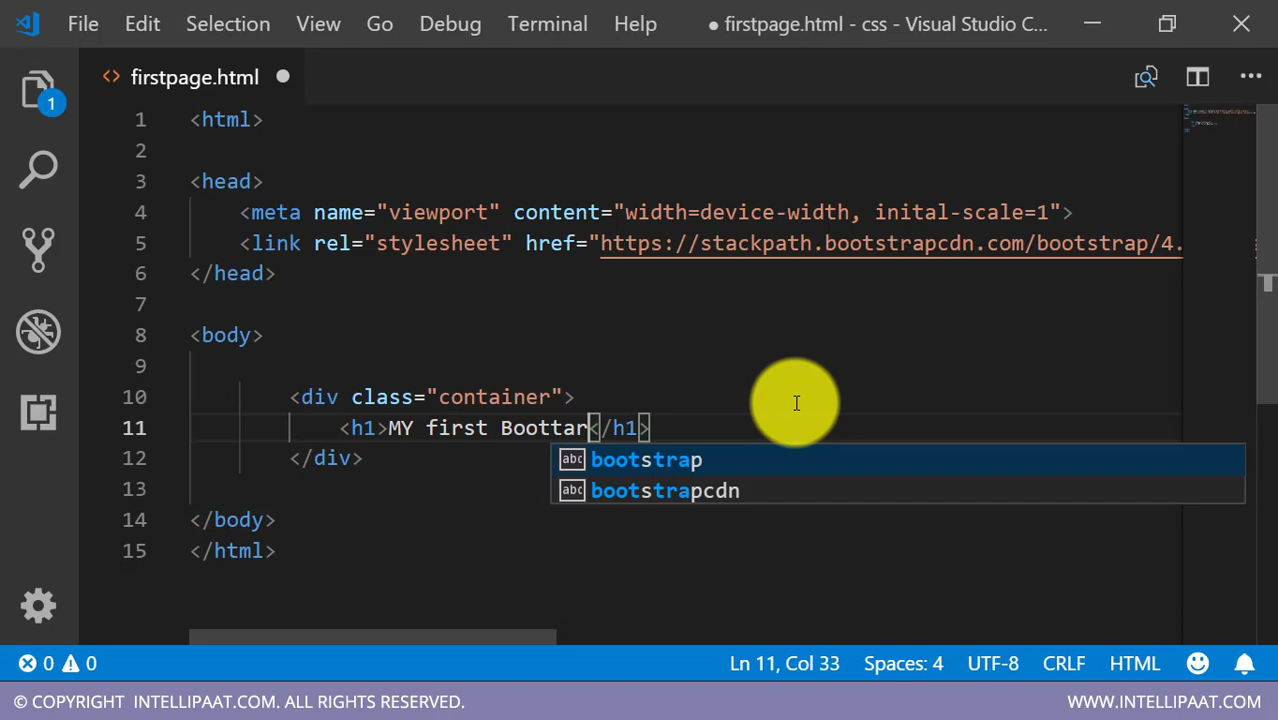 File Edit Selection View Go Debug Terminal Help ● firstpage.html - css - Visual Studio C...
<> firstpage.html ●
1
1 <html>
2
3 <head>
4 <meta name="viewport" content="width=device-width, inital-scale=1">
5 <link rel="stylesheet" href="https://stackpath.bootstrapcdn.com/bootstrap/4.
6 </head>
7
8 <body>
9
10 <div class="container">
11 <h1>MY first Boottar</h1>
12 </div>
abc bootstrap
abc bootstrapcdn
13
14 </body>
15 </html>
0 0 Ln 11, Col 33 Spaces: 4 UTF-8 CRLF HTML
© COPYRIGHT INTELLIPAAT.COM. ALL RIGHTS RESERVED. WWW.INTELLIPAAT.COM